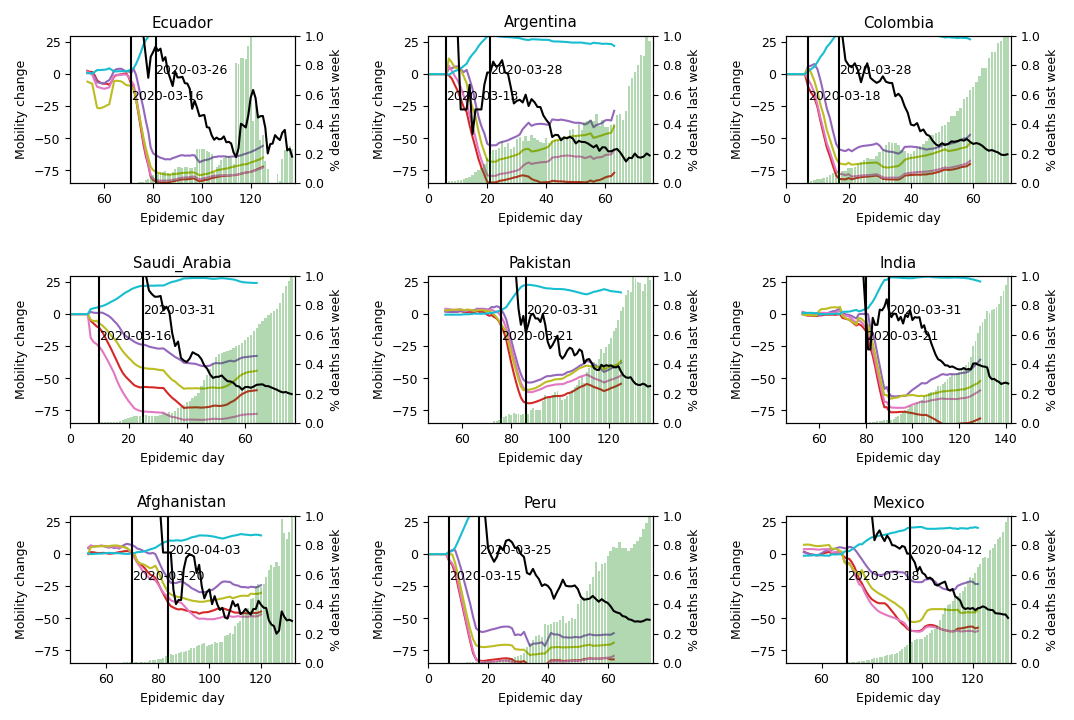 Ecuador
25
0
−25
−50
−75
Mobility change
1.0
0.8
0.6
0.4
0.2
0.0
% deaths last week
2020-03-26
2020-03-16
60 80 100 120
Epidemic day
Argentina
25
0
−25
−50
−75
Mobility change
1.0
0.8
0.6
0.4
0.2
0.0
% deaths last week
2020-03-28
2020-03-13
0 20 40 60
Epidemic day
Colombia
25
0
−25
−50
−75
Mobility change
1.0
0.8
0.6
0.4
0.2
0.0
% deaths last week
2020-03-28
2020-03-18
0 20 40 60
Epidemic day
Saudi_Arabia
25
0
−25
−50
−75
Mobility change
1.0
0.8
0.6
0.4
0.2
0.0
% deaths last week
2020-03-31
2020-03-16
0 20 40 60
Epidemic day
Pakistan
25
0
−25
−50
−75
Mobility change
1.0
0.8
0.6
0.4
0.2
0.0
% deaths last week
2020-03-31
2020-03-21
60 80 100 120
Epidemic day
India
25
0
−25
−50
−75
Mobility change
1.0
0.8
0.6
0.4
0.2
0.0
% deaths last week
2020-03-31
2020-03-21
60 80 100 120 140
Epidemic day
Afghanistan
25
0
−25
−50
−75
Mobility change
1.0
0.8
0.6
0.4
0.2
0.0
% deaths last week
2020-04-03
2020-03-20
60 80 100 120
Epidemic day
Peru
25
0
−25
−50
−75
Mobility change
1.0
0.8
0.6
0.4
0.2
0.0
% deaths last week
2020-03-25
2020-03-15
0 20 40 60
Epidemic day
Mexico
25
0
−25
−50
−75
Mobility change
1.0
0.8
0.6
0.4
0.2
0.0
% deaths last week
2020-04-12
2020-03-18
60 80 100 120
Epidemic day